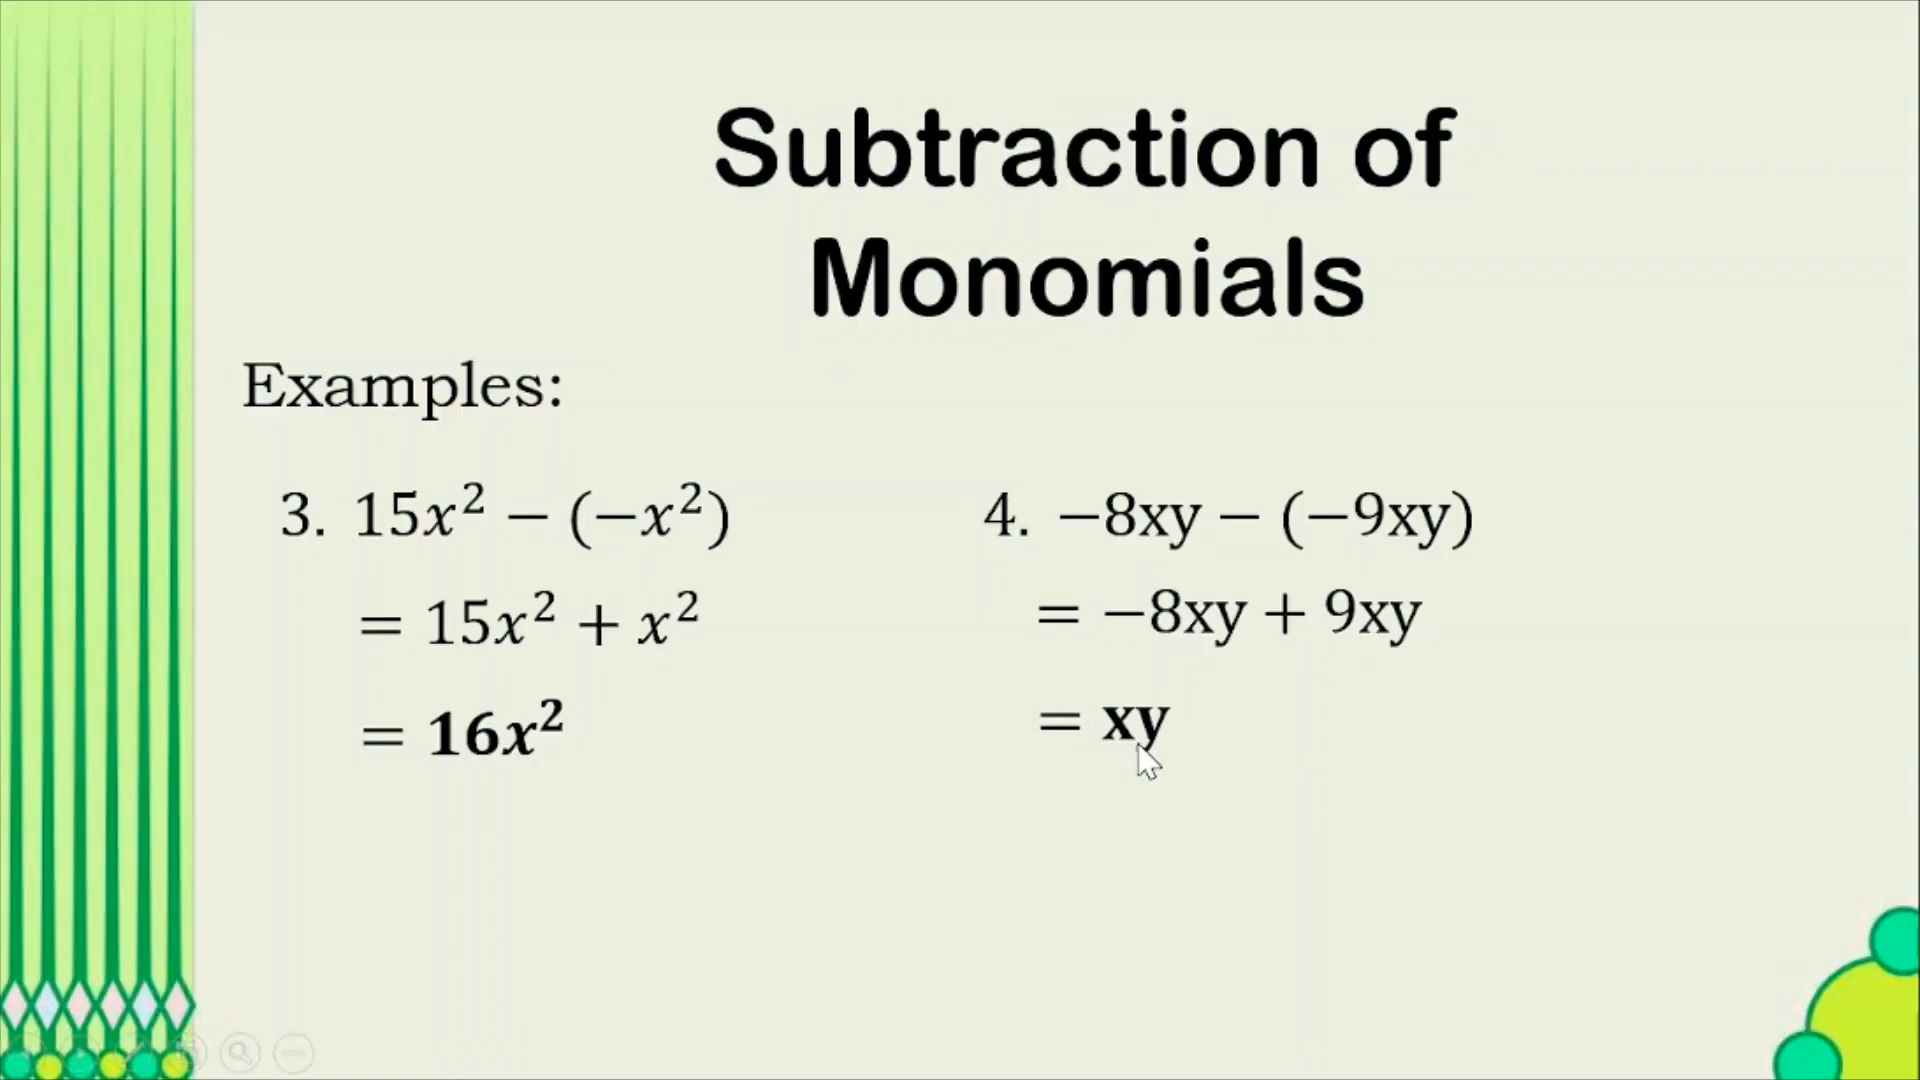 Subtraction of
Monomials
Examples:
3. 15x² − (−x²)
= 15x² + x²
= 16x²
4. −8xy − (−9xy)
= −8xy + 9xy
= xy